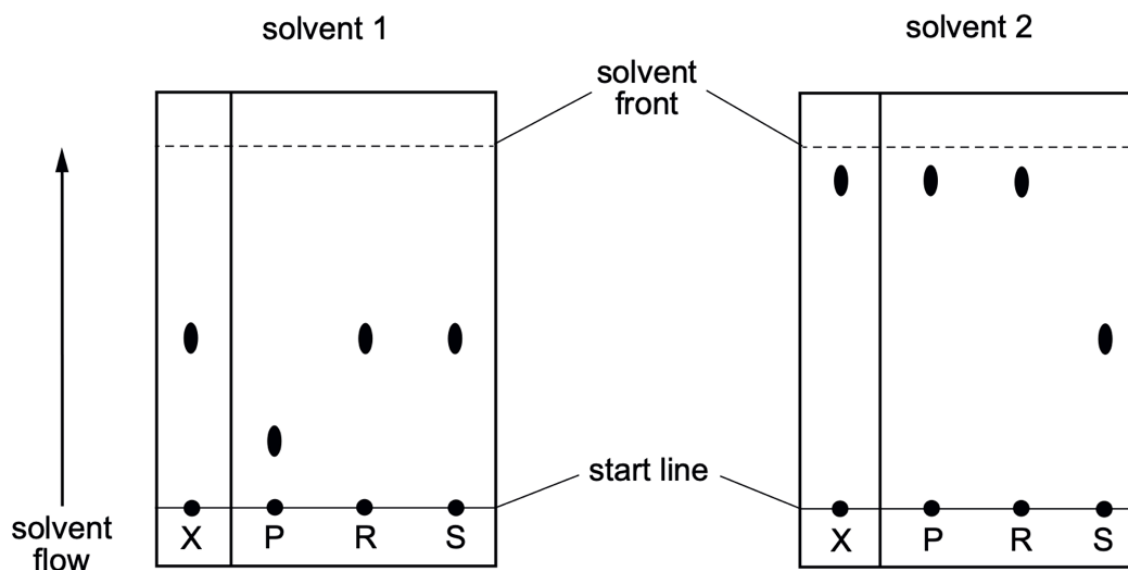 solvent 1
solvent 2
solvent
front
start line
solvent
flow
X P R S
X P R S